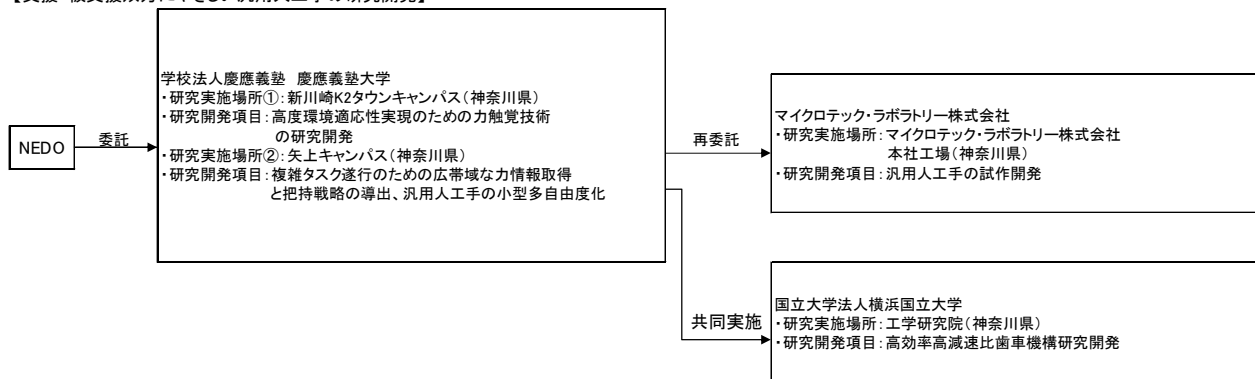 NEDO
委託
学校法人慶應義塾　慶應義塾大学
・研究実施場所①：新川崎K2タウンキャンパス（神奈川県）
・研究開発項目：高度環境適応性実現のための力触覚技術
の研究開発
・研究実施場所②：矢上キャンパス（神奈川県）
・研究開発項目：複雑タスク遂行のための広帯域な力情報取得
と把持戦略の導出、汎用人工手の小型多自由度化
再委託
マイクロテック・ラボラトリー株式会社
・研究実施場所：マイクロテック・ラボラトリー株式会社
本社工場（神奈川県）
・研究開発項目：汎用人工手の試作開発
共同実施
国立大学法人横浜国立大学
・研究実施場所：工学研究院（神奈川県）
・研究開発項目：高効率高減速比歯車機構研究開発